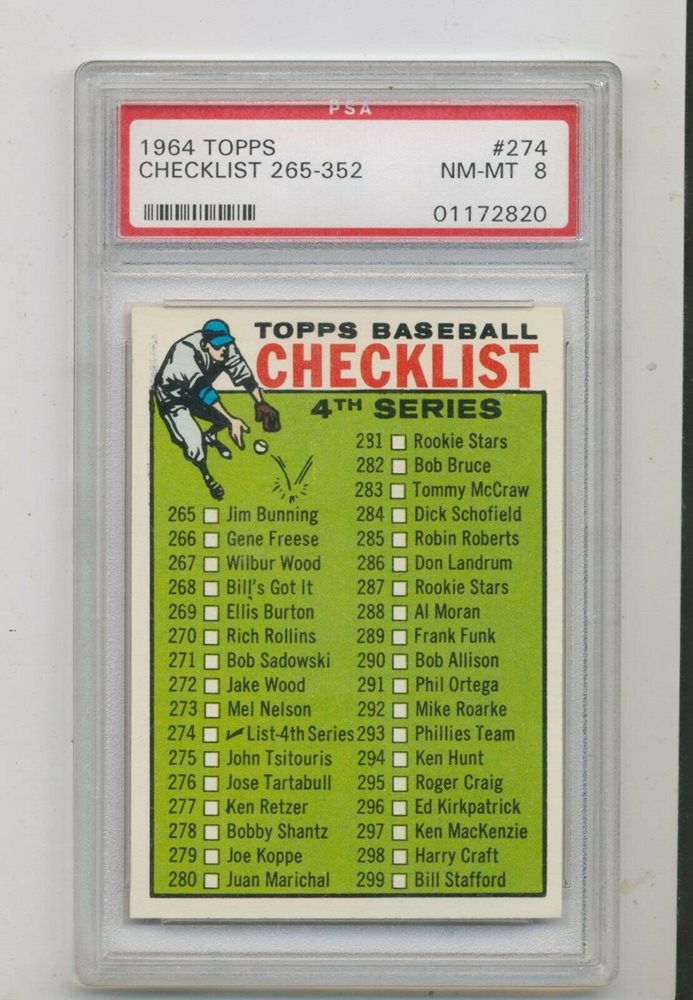 PSA
1964 TOPPS #274
CHECKLIST 265-352 NM-MT 8
01172820
TOPPS BASEBALL
CHECKLIST
4TH SERIES
265 Jim Bunning
266 Gene Freese
267 Wilbur Wood
268 Bill's Got It
269 Ellis Burton
270 Rich Rollins
271 Bob Sadowski
272 Jake Wood
273 Mel Nelson
274 ✓ List-4th Series
275 John Tsitouris
276 Jose Tartabull
277 Ken Retzer
278 Bobby Shantz
279 Joe Koppe
280 Juan Marichal
281 Rookie Stars
282 Bob Bruce
283 Tommy McCraw
284 Dick Schofield
285 Robin Roberts
286 Don Landrum
287 Rookie Stars
288 Al Moran
289 Frank Funk
290 Bob Allison
291 Phil Ortega
292 Mike Roarke
293 Phillies Team
294 Ken Hunt
295 Roger Craig
296 Ed Kirkpatrick
297 Ken MacKenzie
298 Harry Craft
299 Bill Stafford